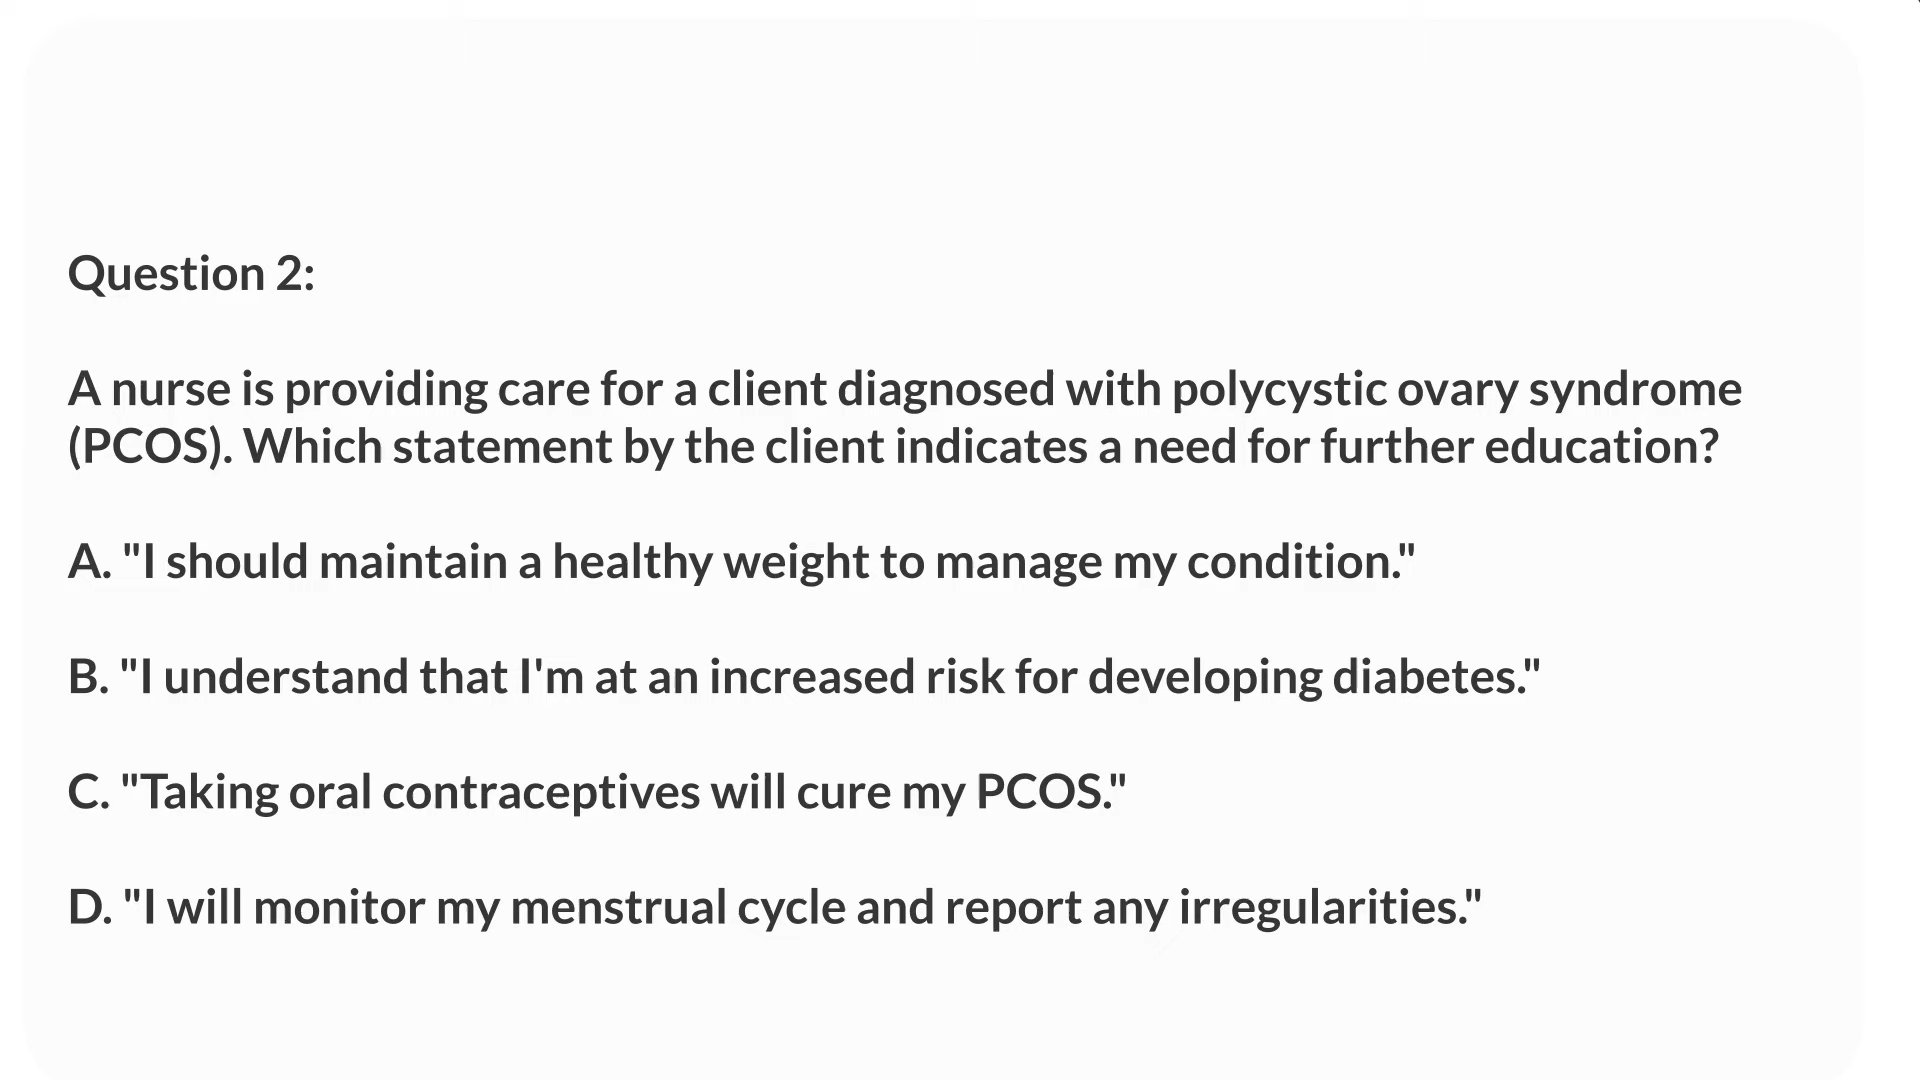 Question 2:
A nurse is providing care for a client diagnosed with polycystic ovary syndrome
(PCOS). Which statement by the client indicates a need for further education?
A. "I should maintain a healthy weight to manage my condition."
B. "I understand that I'm at an increased risk for developing diabetes."
C. "Taking oral contraceptives will cure my PCOS."
D. "I will monitor my menstrual cycle and report any irregularities."